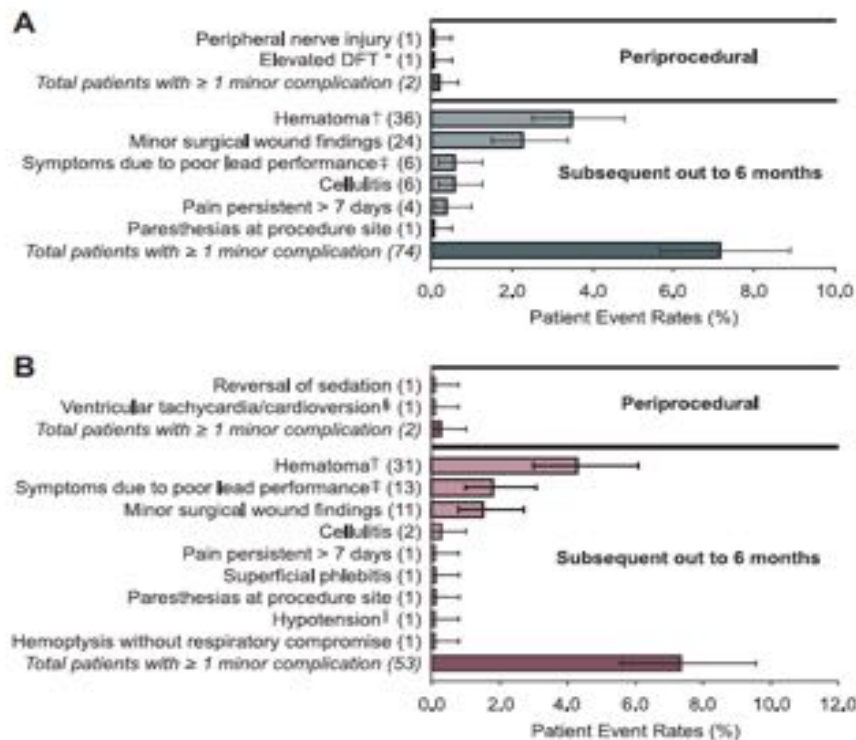 A
Peripheral nerve injury (1)
Elevated DFT * (1)
Total patients with ≥ 1 minor complication (2)
Periprocedural
Hematoma† (36)
Minor surgical wound findings (24)
Symptoms due to poor lead performance‡ (6)
Cellulitis (6)
Pain persistent > 7 days (4)
Paresthesias at procedure site (1)
Total patients with ≥ 1 minor complication (74)
Subsequent out to 6 months
0.0 2.0 4.0 6.0 8.0 10.0
Patient Event Rates (%)
B
Reversal of sedation (1)
Ventricular tachycardia/cardioversion§ (1)
Total patients with ≥ 1 minor complication (2)
Periprocedural
Hematoma† (31)
Symptoms due to poor lead performance‡ (13)
Minor surgical wound findings (11)
Cellulitis (2)
Pain persistent > 7 days (1)
Superficial phlebitis (1)
Paresthesias at procedure site (1)
Hypotension (1)
Hemoptysis without respiratory compromise (1)
Total patients with ≥ 1 minor complication (53)
Subsequent out to 6 months
0.0 2.0 4.0 6.0 8.0 10.0 12.0
Patient Event Rates (%)